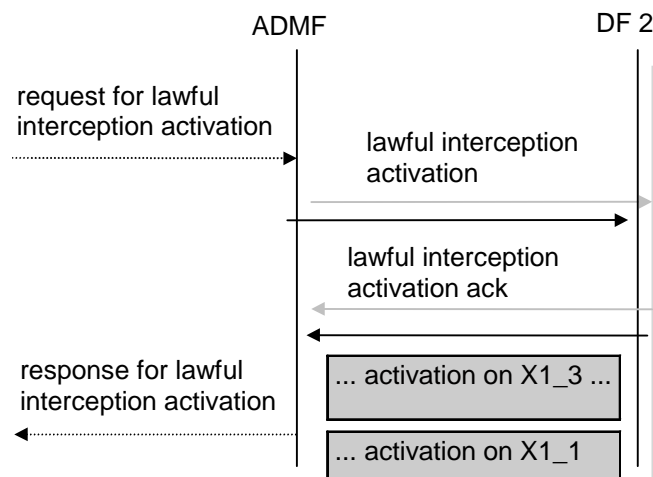 ADMF
DF 2
request for lawful
interception activation
lawful interception
activation
lawful interception
activation ack
response for lawful
interception activation
... activation on X1_3 ...
... activation on X1_1